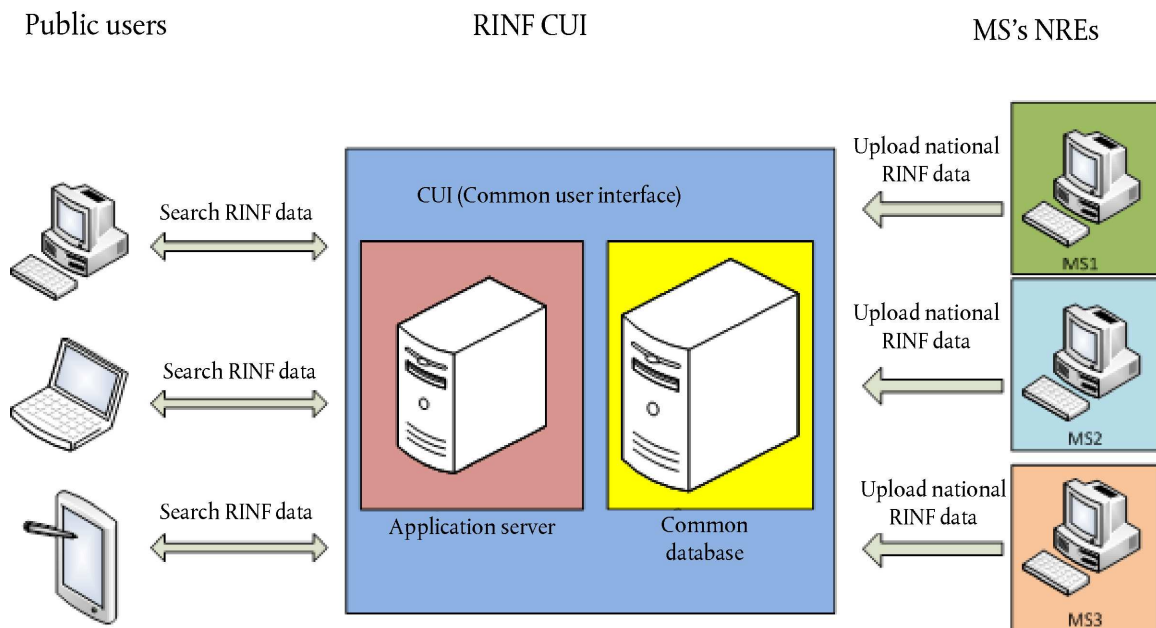 Public users
RINF CUI
MS's NREs
CUI (Common user interface)
Search RINF data
Search RINF data
Search RINF data
Application server
Common
database
Upload national
RINF data
MS1
Upload national
RINF data
MS2
Upload national
RINF data
MS3